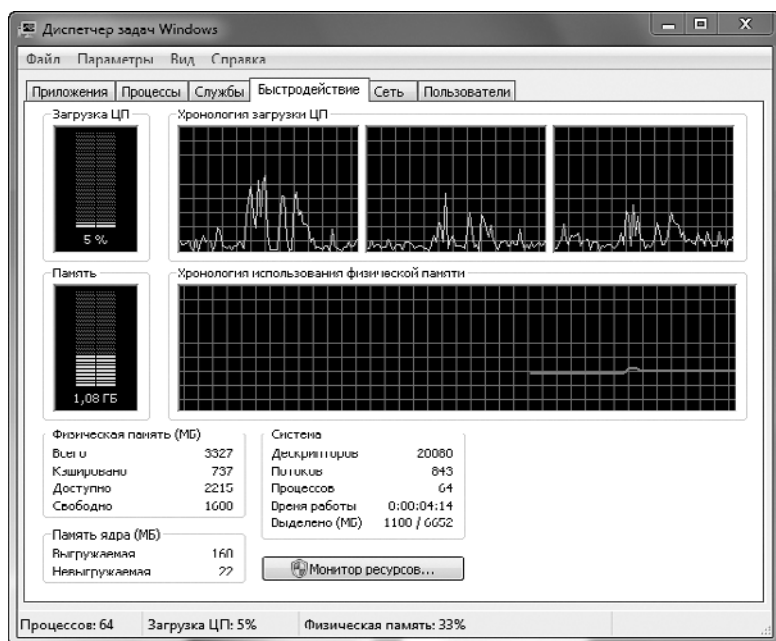 Диспетчер задач Windows
Файл Параметры Вид Справка
Приложения Процессы Службы Быстродействие Сеть Пользователи
Загрузка ЦП
5 %
Хронология загрузки ЦП
Память
1,08 ГБ
Хронология использования физической памяти
Физическая память (МБ)
Всего 3327
Кэшировано 737
Доступно 2215
Свободно 1600
Память ядра (МБ)
Выгружаемая 160
Невыгружаемая 22
Система
Дескрипторов 20080
Потоков 843
Процессов 64
Время работы 0:00:04:14
Выделено (МБ) 1100 / 6652
Монитор ресурсов...
Процессов: 64 Загрузка ЦП: 5% Физическая память: 33%